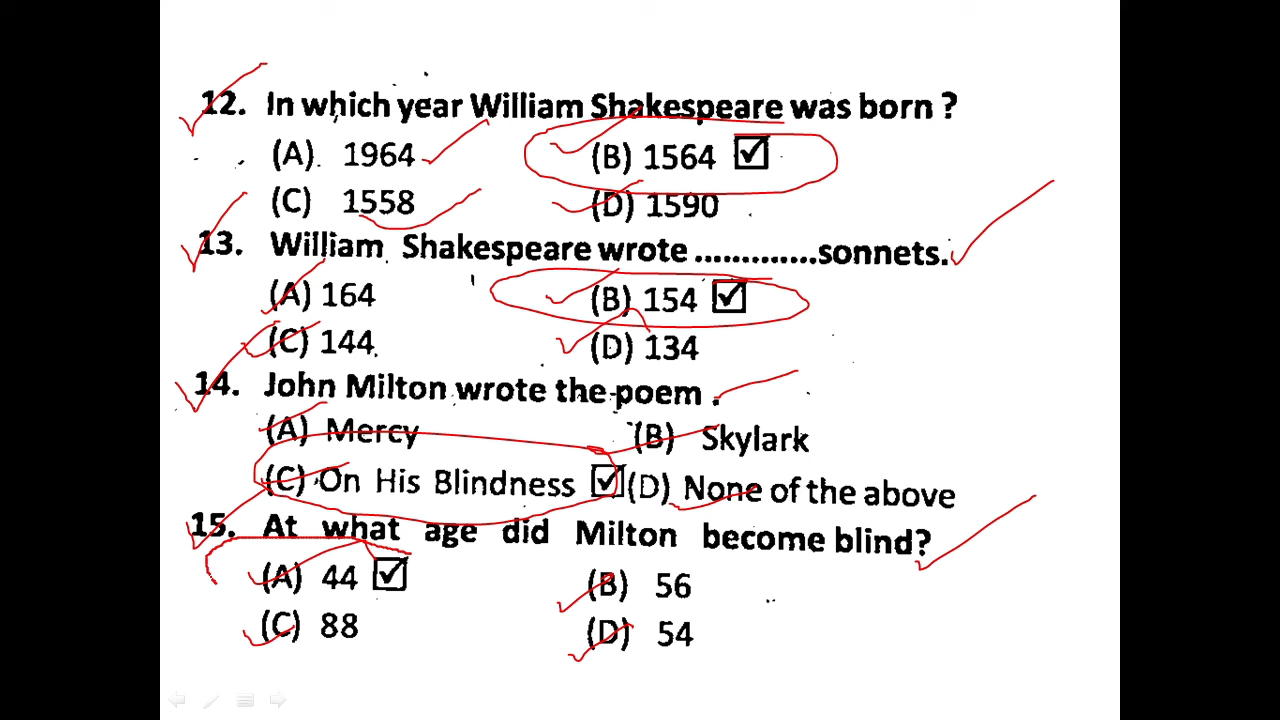 12. In which year William Shakespeare was born ?
(A). 1964 (B) 1564 ☑
(C) 1558 (D) 1590
13. William Shakespeare wrote .............sonnets.
(A) 164 (B) 154 ☑
(C) 144 (D) 134
14. John Milton wrote the poem .
(A) Mercy (B) Skylark
(C) On His Blindness ☑ (D) None of the above
15. At what age did Milton become blind?
(A) 44 ☑ (B) 56
(C) 88 (D) 54